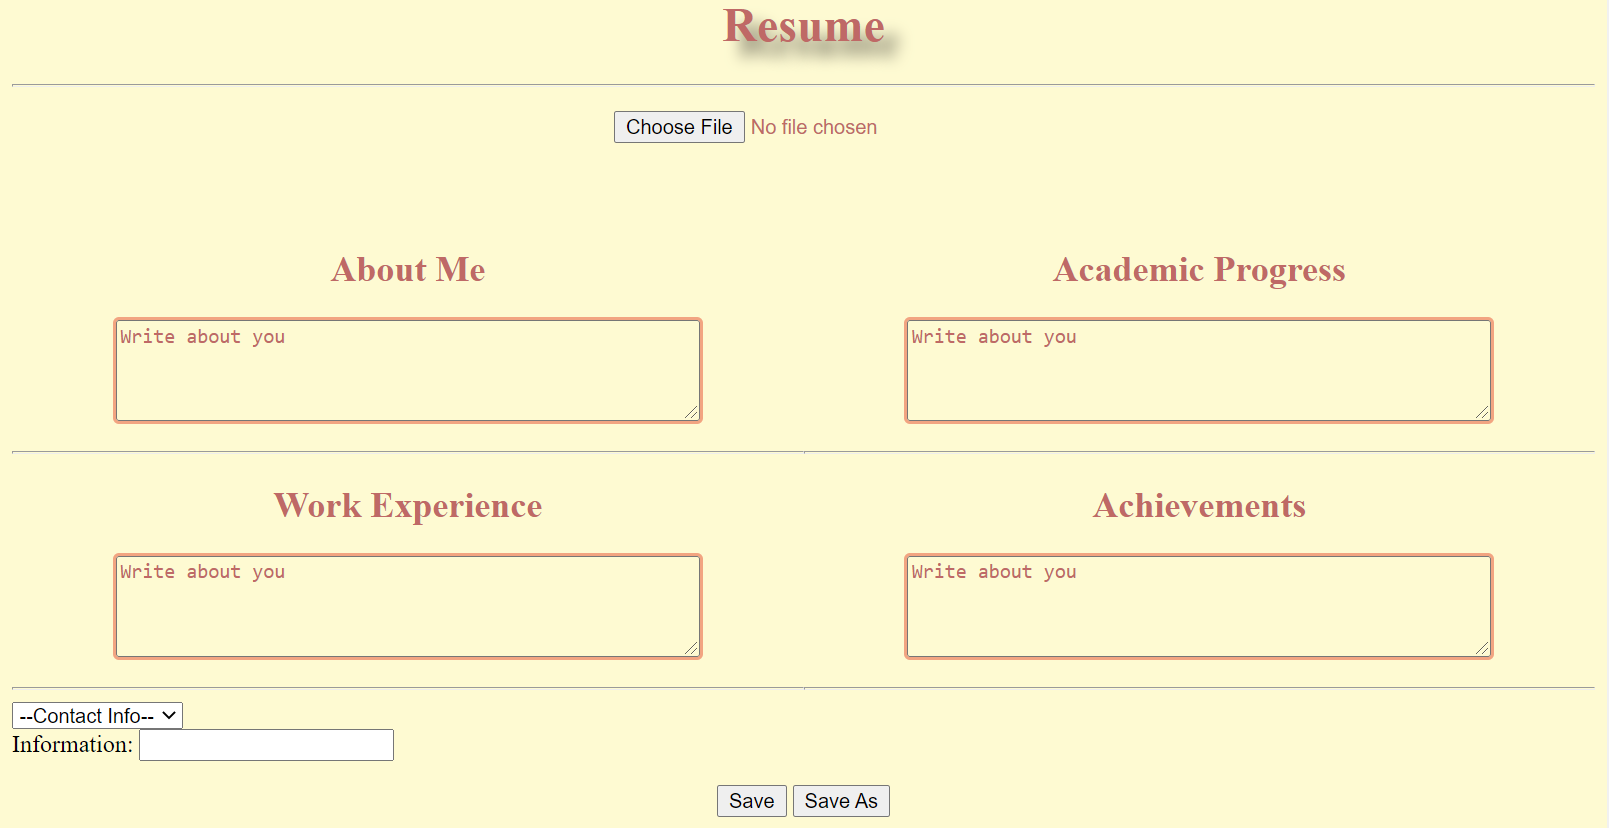 Resume
Choose File No file chosen
About Me
Write about you
Academic Progress
Write about you
Work Experience
Write about you
Achievements
Write about you
--Contact Info--
Information:
Save Save As